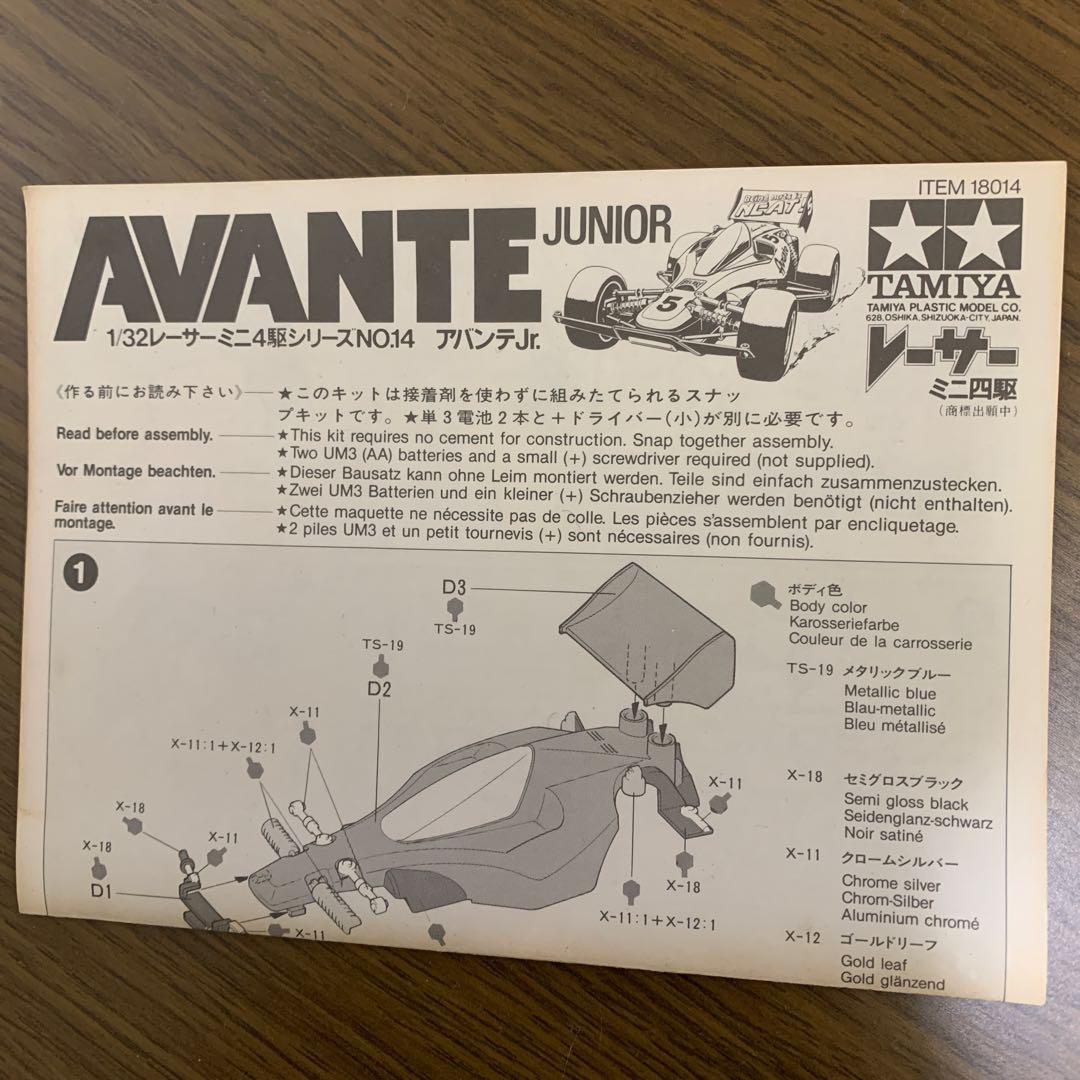 ITEM 18014
AVANTE JUNIOR
NC-AT!
5
TAMIYA
TAMIYA PLASTIC MODEL CO.
628, OSHIKA, SHIZUOKA-CITY, JAPAN.
1/32レーサーミニ4駆シリーズNO.14 アバンテJr.
レーサー
ミニ四駆
(商標出願中)
《作る前にお読み下さい》
★このキットは接着剤を使わずに組みたてられるスナッ
プキットです。★単3電池2本と+ドライバー(小)が別に必要です。
Read before assembly.
★This kit requires no cement for construction. Snap together assembly.
★Two UM3 (AA) batteries and a small (+) screwdriver required (not supplied).
Vor Montage beachten.
★Dieser Bausatz kann ohne Leim montiert werden. Teile sind einfach zusammenzustecken.
★Zwei UM3 Batterien und ein kleiner (+) Schraubenzieher werden benötigt (nicht enthalten).
Faire attention avant le
montage.
★Cette maquette ne nécessite pas de colle. Les pièces s'assemblent par encliquetage.
★2 piles UM3 et un petit tournevis (+) sont nécessaires (non fournis).
1
D3
TS-19
TS-19
D2
X-11
X-11:1+X-12:1
X-18
X-11
X-18
D1
X-11
X-11
X-18
X-11:1+X-12:1
ボディ色
Body color
Karosseriefarbe
Couleur de la carrosserie
TS-19 メタリックブルー
Metallic blue
Blau-metallic
Bleu métallisé
X-18 セミグロスブラック
Semi gloss black
Seidenglanz-schwarz
Noir satiné
X-11 クロームシルバー
Chrome silver
Chrom-Silber
Aluminium chromé
X-12 ゴールドリーフ
Gold leaf
Gold glänzend